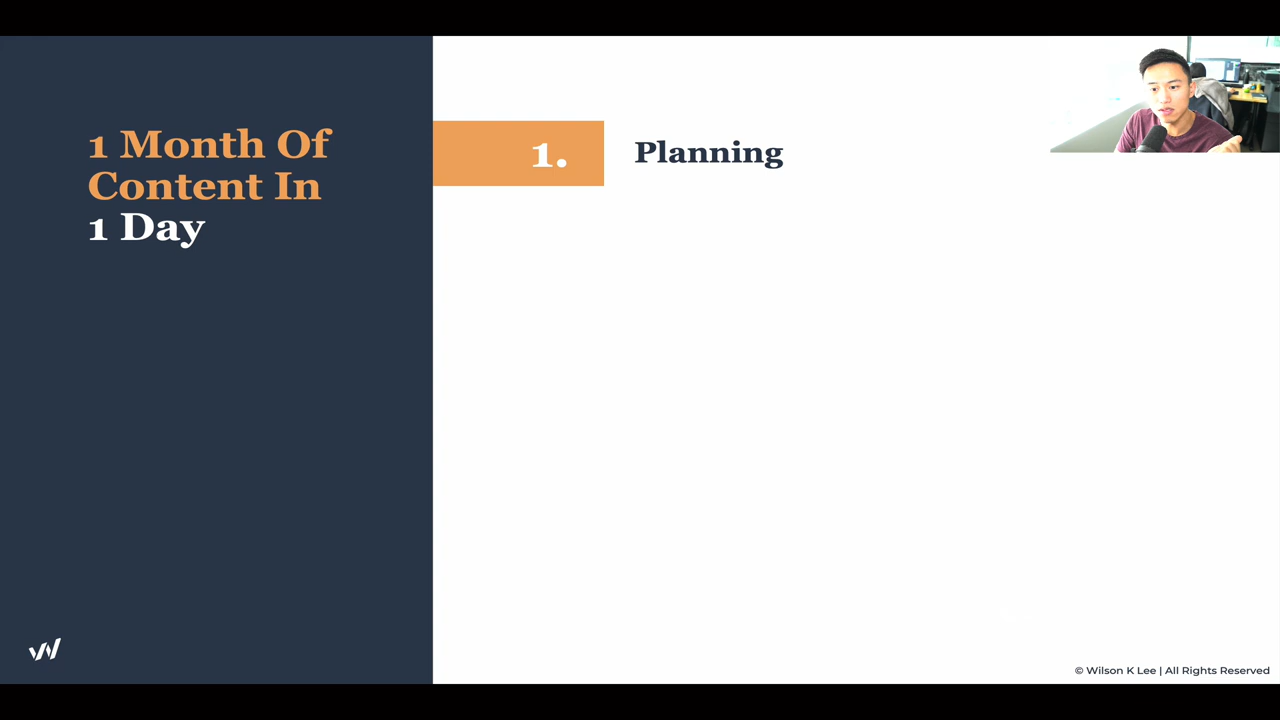 1 Month Of
Content In
1 Day
1.
Planning
© Wilson K Lee | All Rights Reserved